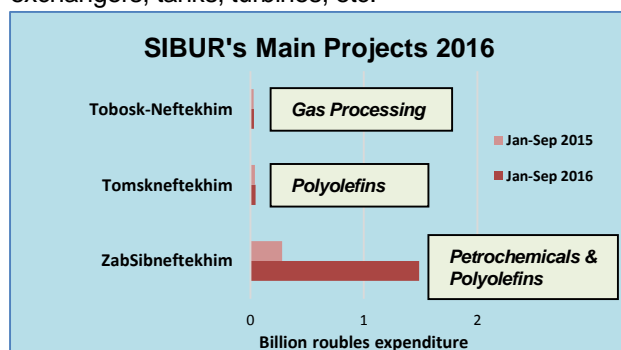 exchangers, tanks, turbines, etc.
SIBUR's Main Projects 2016
Tobosk-Neftekhim
Gas Processing
Jan-Sep 2015
Tomskneftekhim
Polyolefins
Jan-Sep 2016
ZabSibneftekhim
Petrochemicals &
Polyolefins
0 1 2
Billion roubles expenditure